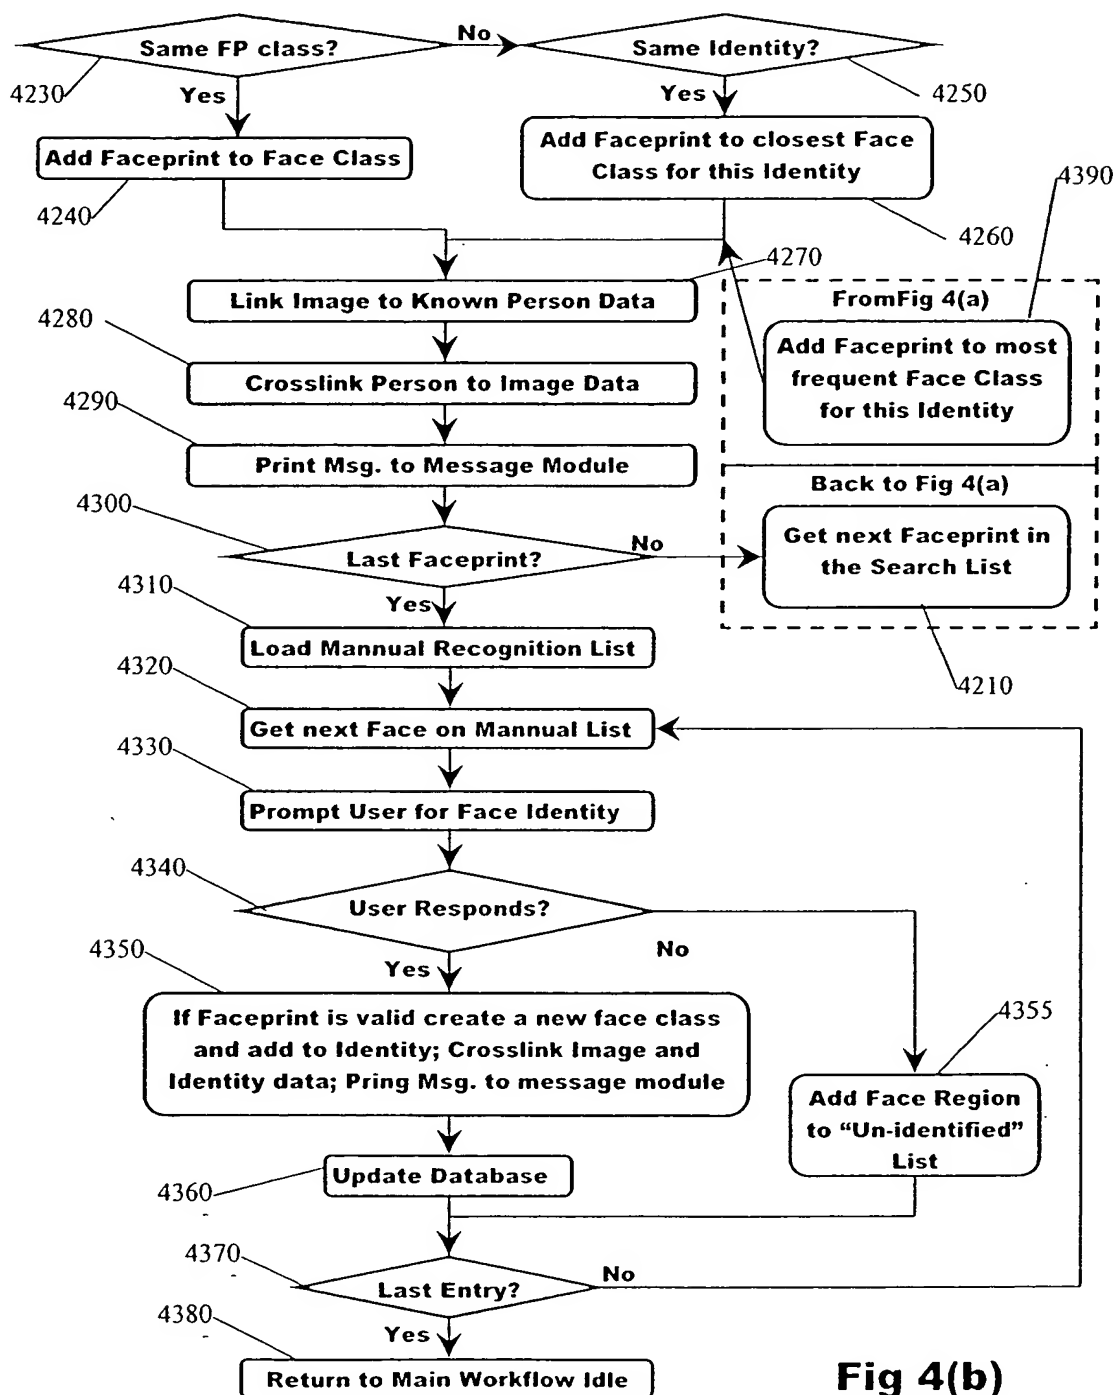 Same FP class?
No
Same Identity?
4230
Yes
Yes
4250
Add Faceprint to Face Class
Add Faceprint to closest Face
Class for this Identity
4240
4260
4390
4270
Link Image to Known Person Data
FromFig 4(a)
4280
Add Faceprint to most
frequent Face Class
for this Identity
Crosslink Person to Image Data
4290
Print Msg. to Message Module
Back to Fig 4(a)
4300
Last Faceprint?
No
Get next Faceprint in
the Search List
4310
Yes
Load Mannual Recognition List
4210
4320
Get next Face on Mannual List
4330
Prompt User for Face Identity
4340
User Responds?
No
4350
Yes
If Faceprint is valid create a new face class
and add to Identity; Crosslink Image and
Identity data; Pring Msg. to message module
4355
Add Face Region
to “Un-identified”
List
Update Database
4360
4370
Last Entry?
No
4380
Yes
Return to Main Workflow Idle
Fig 4(b)